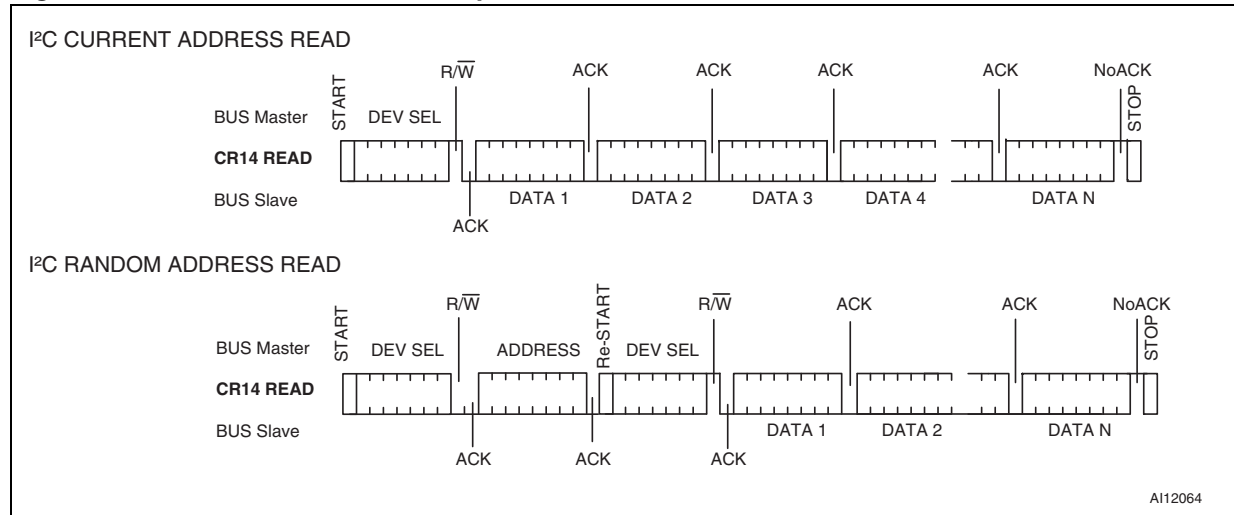 I²C CURRENT ADDRESS READ
R/W̅ ACK ACK ACK ACK NoACK
START STOP
BUS Master DEV SEL
CR14 READ
BUS Slave DATA 1 DATA 2 DATA 3 DATA 4 DATA N
ACK
I²C RANDOM ADDRESS READ
R/W̅ R/W̅ ACK ACK NoACK
START Re-START STOP
BUS Master DEV SEL ADDRESS DEV SEL
CR14 READ
BUS Slave DATA 1 DATA 2 DATA N
ACK ACK ACK
AI12064